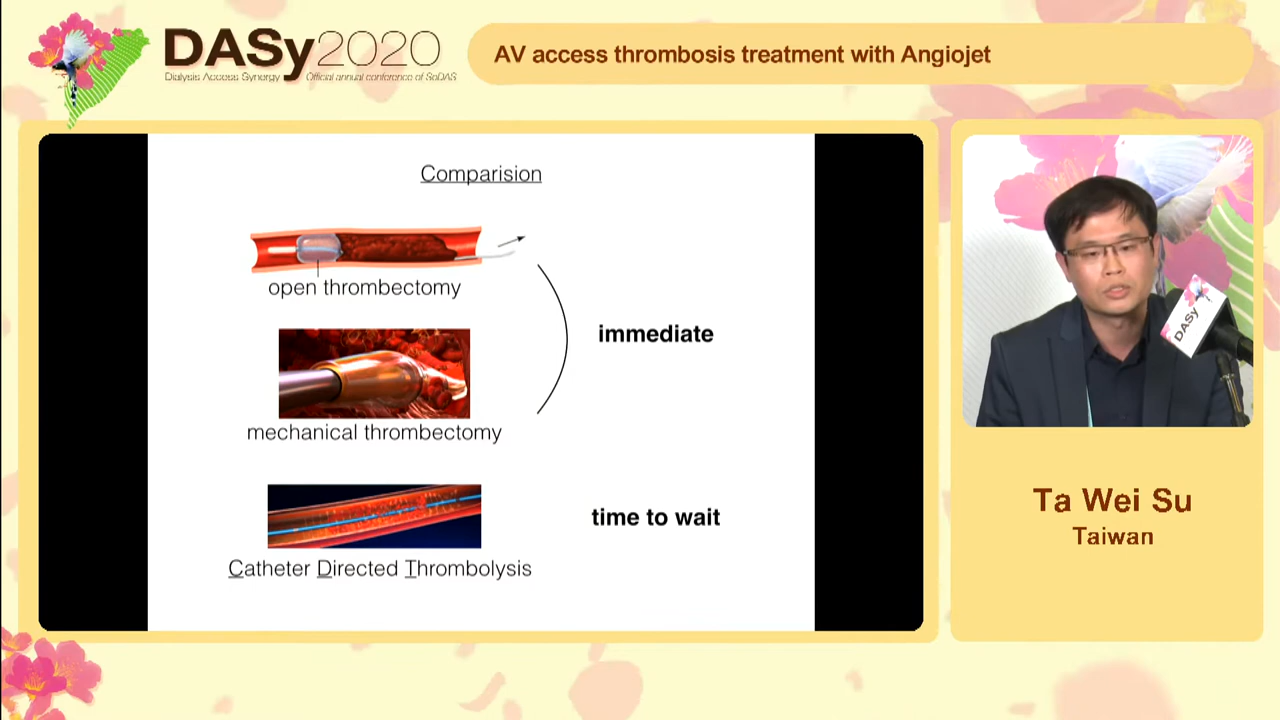 DASy2020
Dialysis Access Synergy Official annual conference of SoDAS
AV access thrombosis treatment with Angiojet
Comparision
open thrombectomy
immediate
mechanical thrombectomy
time to wait
Catheter Directed Thrombolysis
DASy
Ta Wei Su
Taiwan